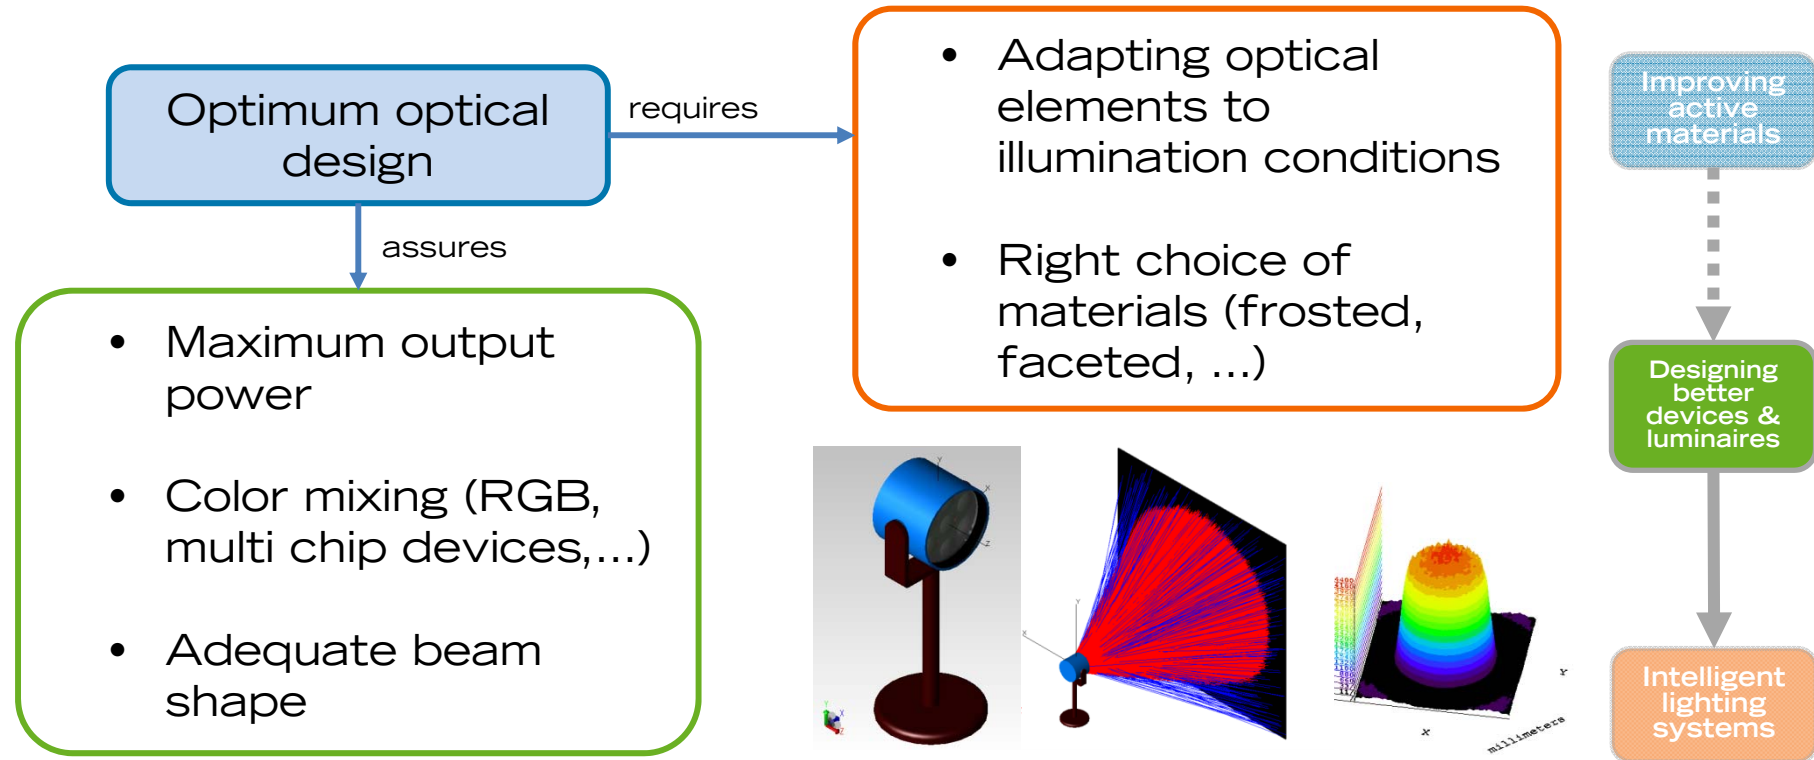 Optimum optical
design
requires
assures
• Adapting optical
elements to
illumination conditions
• Right choice of
materials (frosted,
faceted, ...)
• Maximum output
power
• Color mixing (RGB,
multi chip devices,...)
• Adequate beam
shape
Improving
active
materials
Designing
better
devices &
luminaires
Intelligent
lighting
systems
Y
X
Z
Y
X
Z
Y
X
X
Y
millimeters